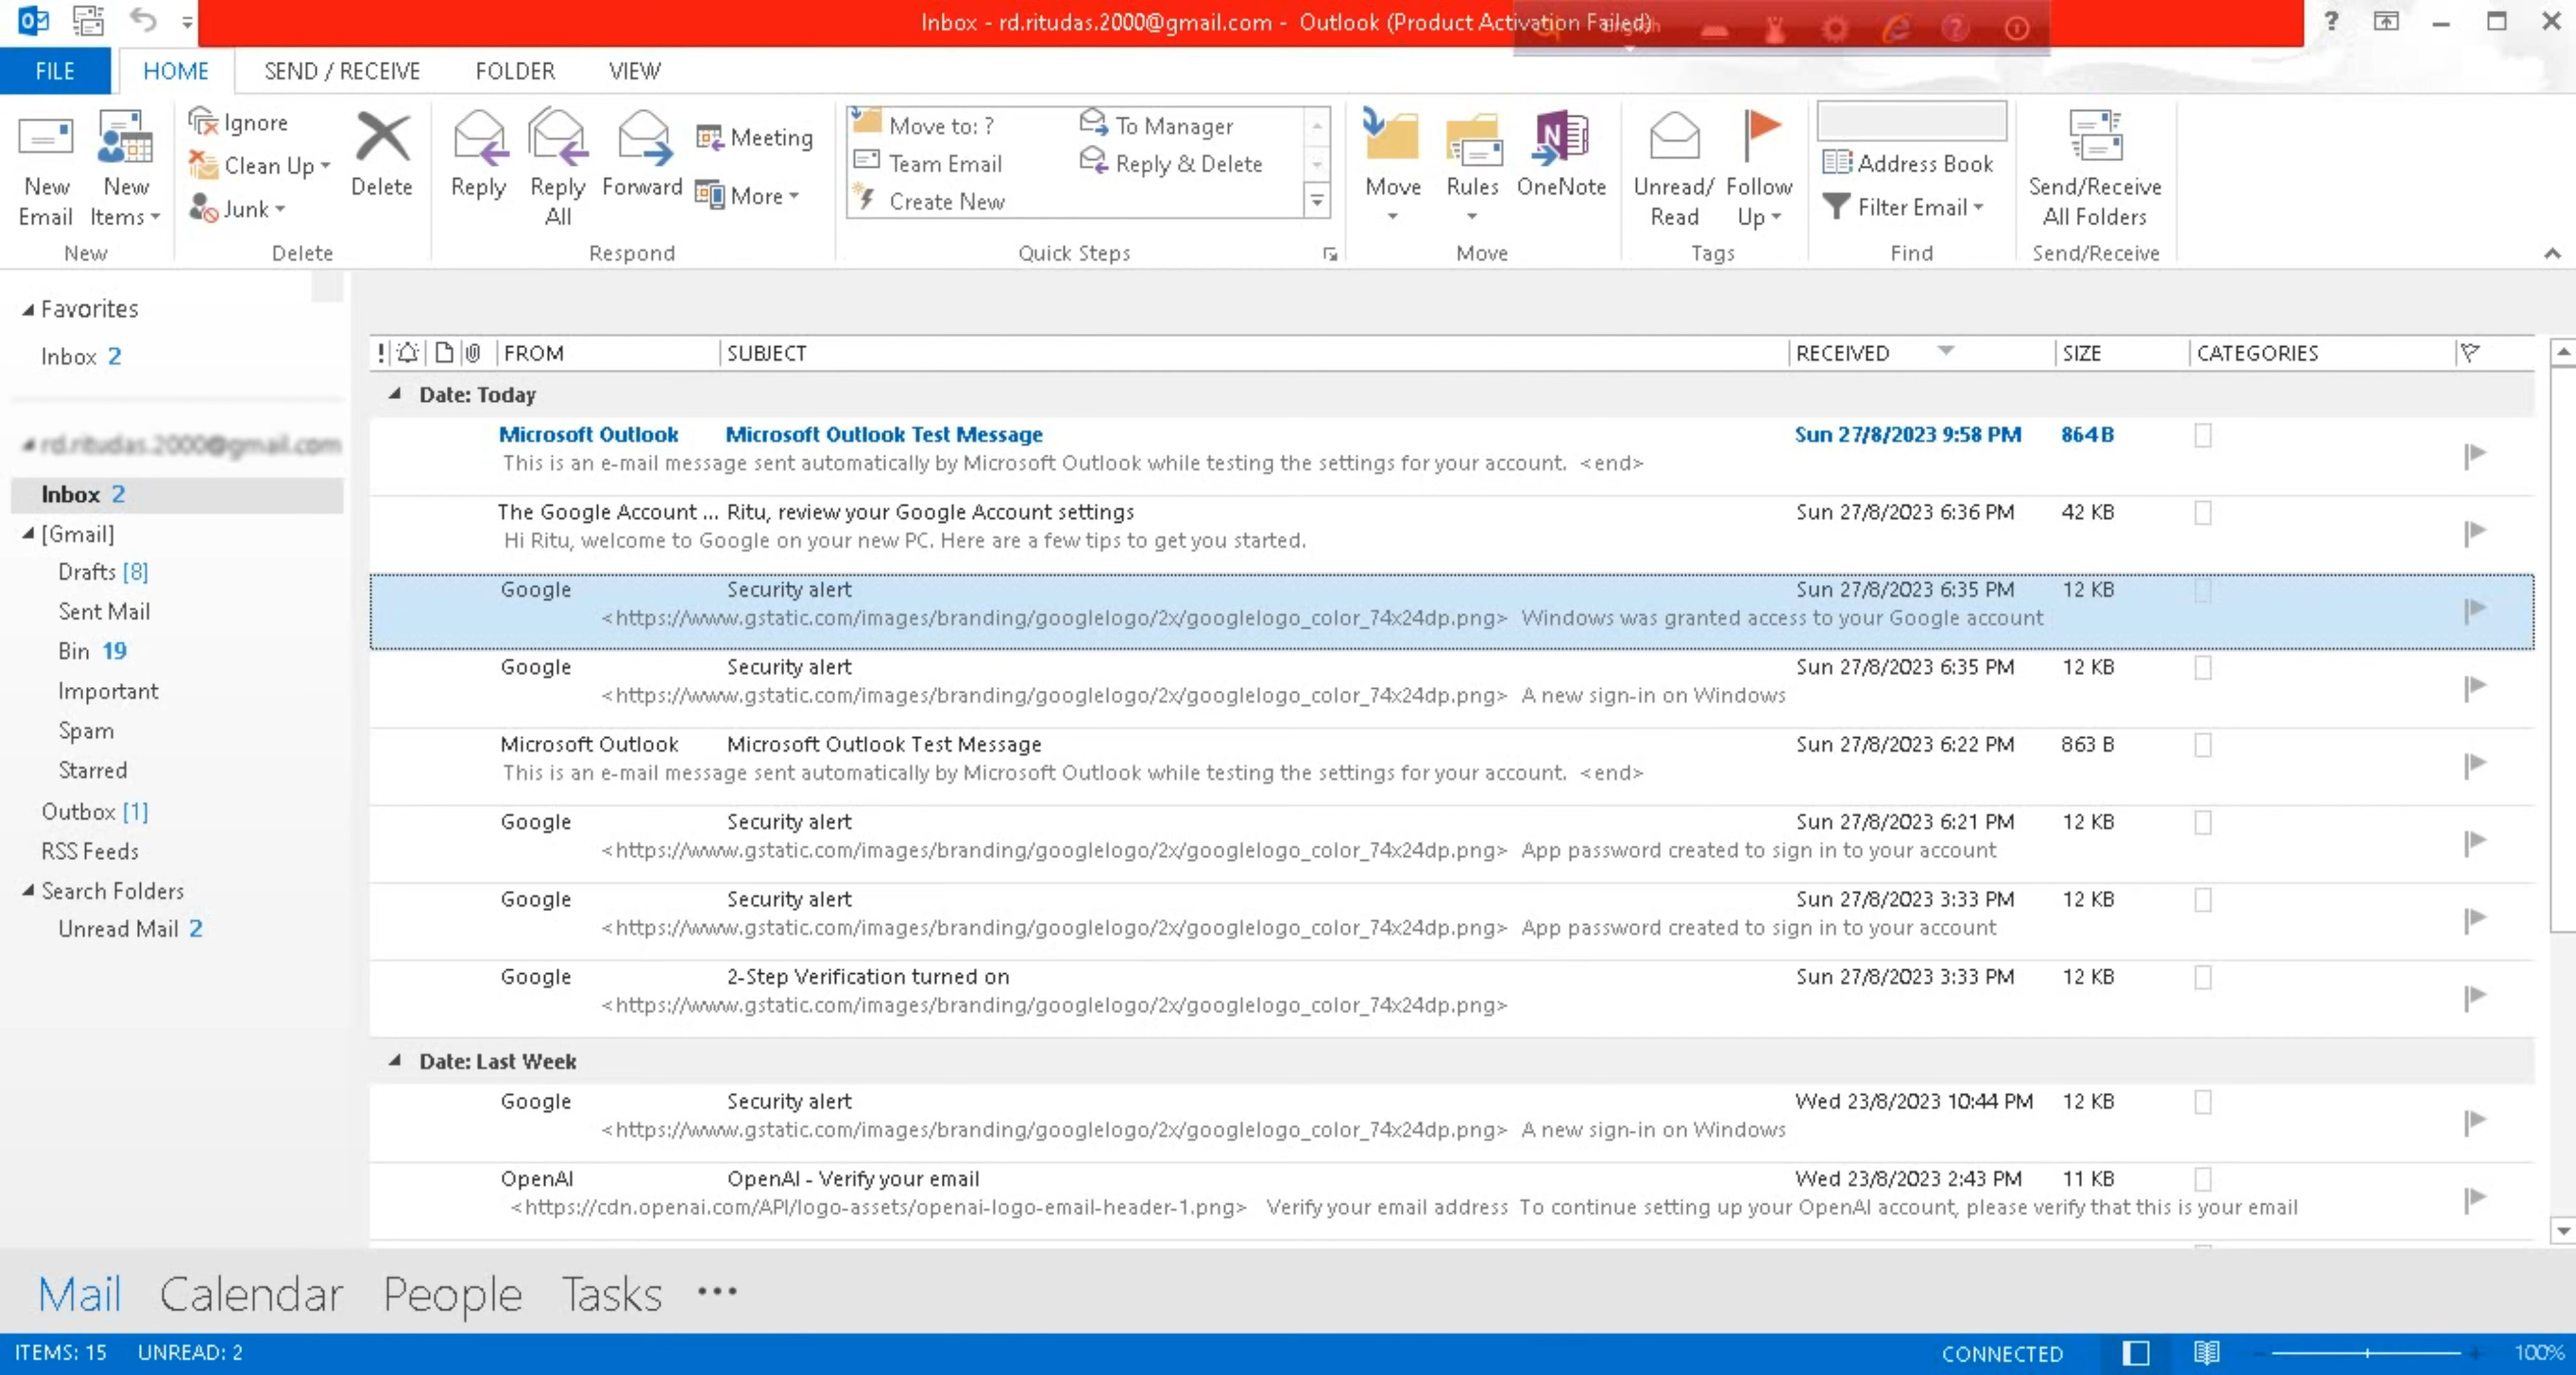 Inbox - rd.ritudas.2000@gmail.com - Outlook (Product Activation Failed)
FILE HOME SEND / RECEIVE FOLDER VIEW
New Email
New Items
New
Ignore
Clean Up
Junk
Delete
Delete
Reply
Reply All
Forward
Meeting
More
Respond
Move to: ?
Team Email
Create New
To Manager
Reply & Delete
Quick Steps
Move
Rules
OneNote
Move
Unread/ Read
Follow Up
Tags
Address Book
Filter Email
Find
Send/Receive All Folders
Send/Receive
Favorites
Inbox 2
rd.ritudas.2000@gmail.com
Inbox 2
[Gmail]
Drafts [8]
Sent Mail
Bin 19
Important
Spam
Starred
Outbox [1]
RSS Feeds
Search Folders
Unread Mail 2
! FROM SUBJECT RECEIVED SIZE CATEGORIES
Date: Today
Microsoft Outlook Microsoft Outlook Test Message Sun 27/8/2023 9:58 PM 864 B
This is an e-mail message sent automatically by Microsoft Outlook while testing the settings for your account. <end>
The Google Account ... Ritu, review your Google Account settings Sun 27/8/2023 6:36 PM 42 KB
Hi Ritu, welcome to Google on your new PC. Here are a few tips to get you started.
Google Security alert Sun 27/8/2023 6:35 PM 12 KB
<https://www.gstatic.com/images/branding/googlelogo/2x/googlelogo_color_74x24dp.png> Windows was granted access to your Google account
Google Security alert Sun 27/8/2023 6:35 PM 12 KB
<https://www.gstatic.com/images/branding/googlelogo/2x/googlelogo_color_74x24dp.png> A new sign-in on Windows
Microsoft Outlook Microsoft Outlook Test Message Sun 27/8/2023 6:22 PM 863 B
This is an e-mail message sent automatically by Microsoft Outlook while testing the settings for your account. <end>
Google Security alert Sun 27/8/2023 6:21 PM 12 KB
<https://www.gstatic.com/images/branding/googlelogo/2x/googlelogo_color_74x24dp.png> App password created to sign in to your account
Google Security alert Sun 27/8/2023 3:33 PM 12 KB
<https://www.gstatic.com/images/branding/googlelogo/2x/googlelogo_color_74x24dp.png> App password created to sign in to your account
Google 2-Step Verification turned on Sun 27/8/2023 3:33 PM 12 KB
<https://www.gstatic.com/images/branding/googlelogo/2x/googlelogo_color_74x24dp.png>
Date: Last Week
Google Security alert Wed 23/8/2023 10:44 PM 12 KB
<https://www.gstatic.com/images/branding/googlelogo/2x/googlelogo_color_74x24dp.png> A new sign-in on Windows
OpenAI OpenAI - Verify your email Wed 23/8/2023 2:43 PM 11 KB
<https://cdn.openai.com/API/logo-assets/openai-logo-email-header-1.png> Verify your email address To continue setting up your OpenAI account, please verify that this is your email
Mail Calendar People Tasks ...
ITEMS: 15 UNREAD: 2 CONNECTED 100%